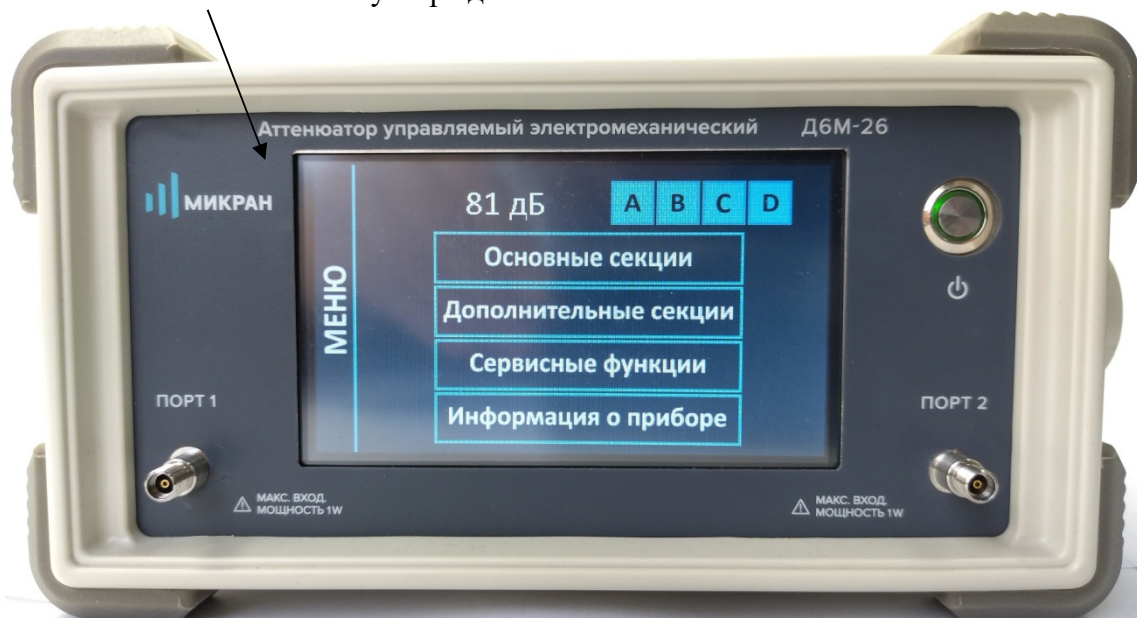 Аттенюатор управляемый электромеханический Д6М-26
МИКРАН
81 дБ A B C D
МЕНЮ
Основные секции
Дополнительные секции
Сервисные функции
Информация о приборе
ПОРТ 1
ПОРТ 2
МАКС. ВХОД.
МОЩНОСТЬ 1W
МАКС. ВХОД.
МОЩНОСТЬ 1W